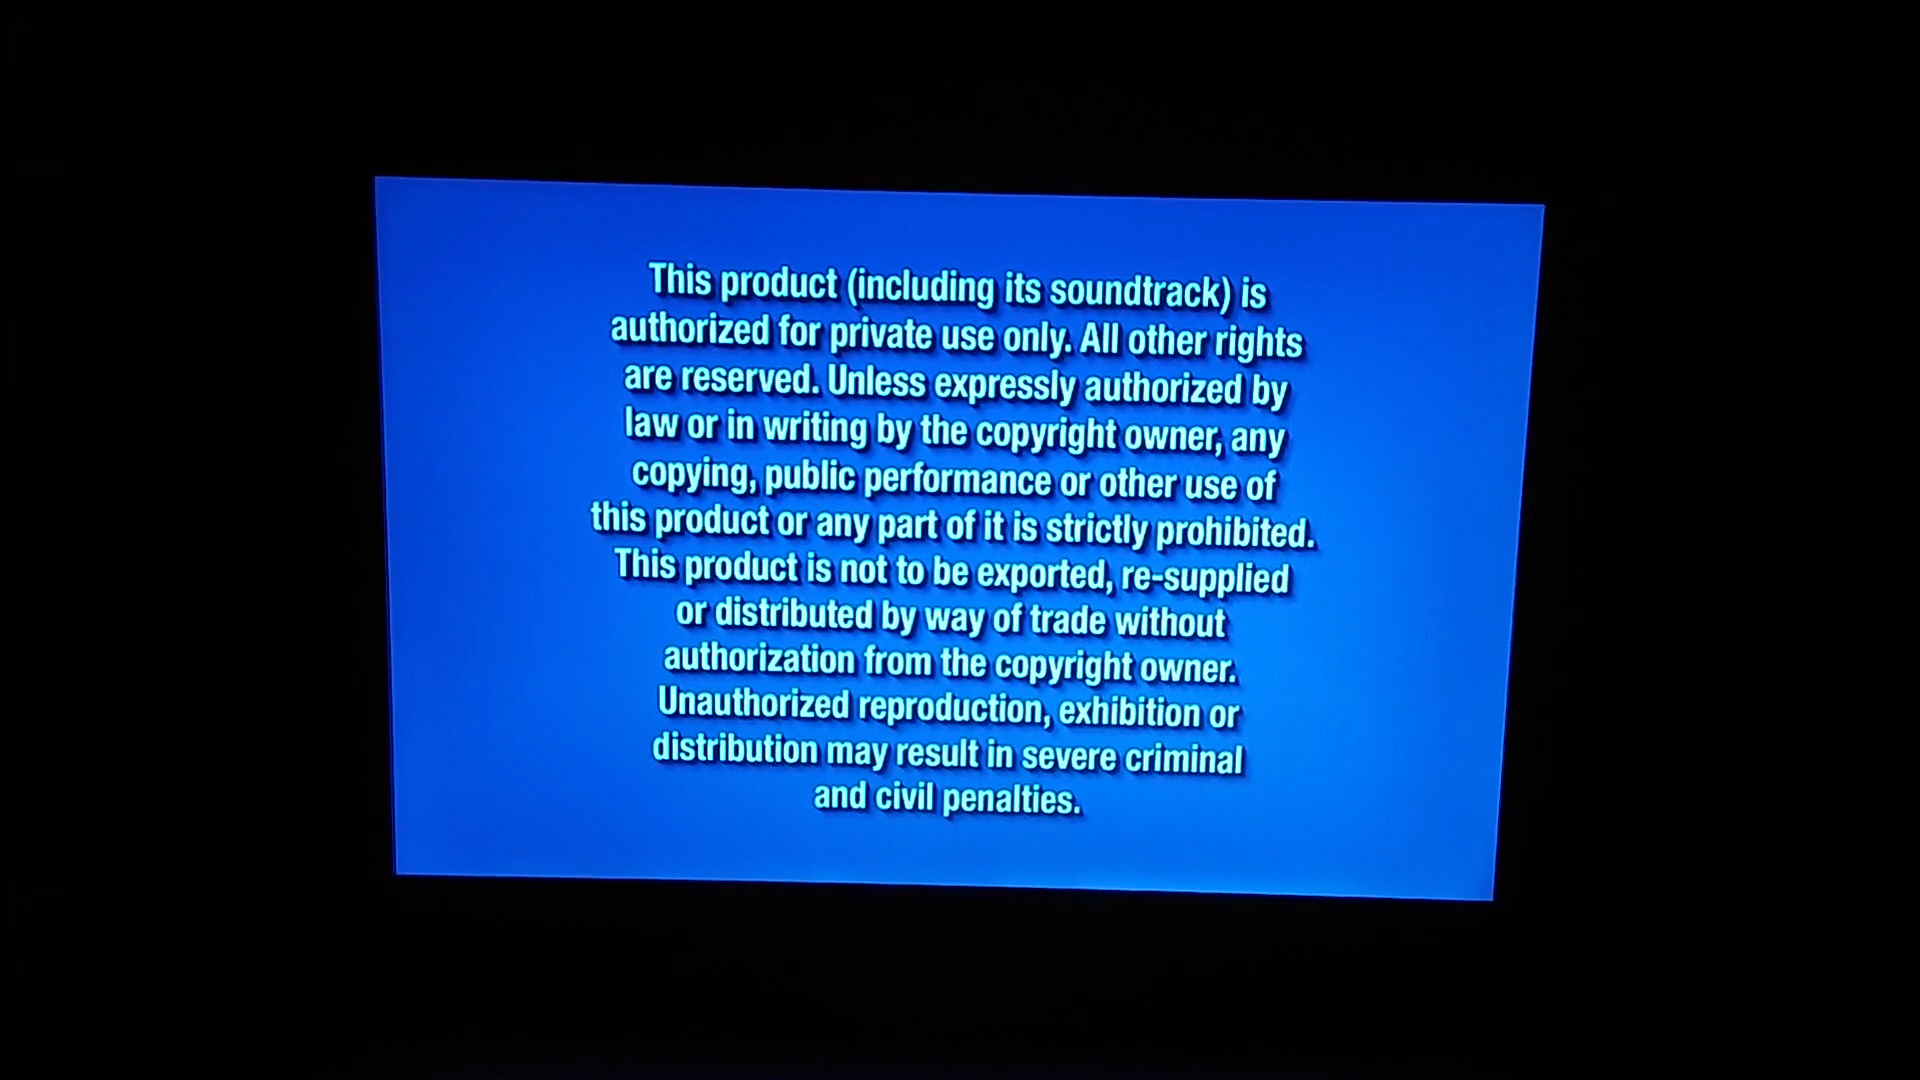 This product (including its soundtrack) is
authorized for private use only. All other rights
are reserved. Unless expressly authorized by
law or in writing by the copyright owner, any
copying, public performance or other use of
this product or any part of it is strictly prohibited.
This product is not to be exported, re-supplied
or distributed by way of trade without
authorization from the copyright owner.
Unauthorized reproduction, exhibition or
distribution may result in severe criminal
and civil penalties.